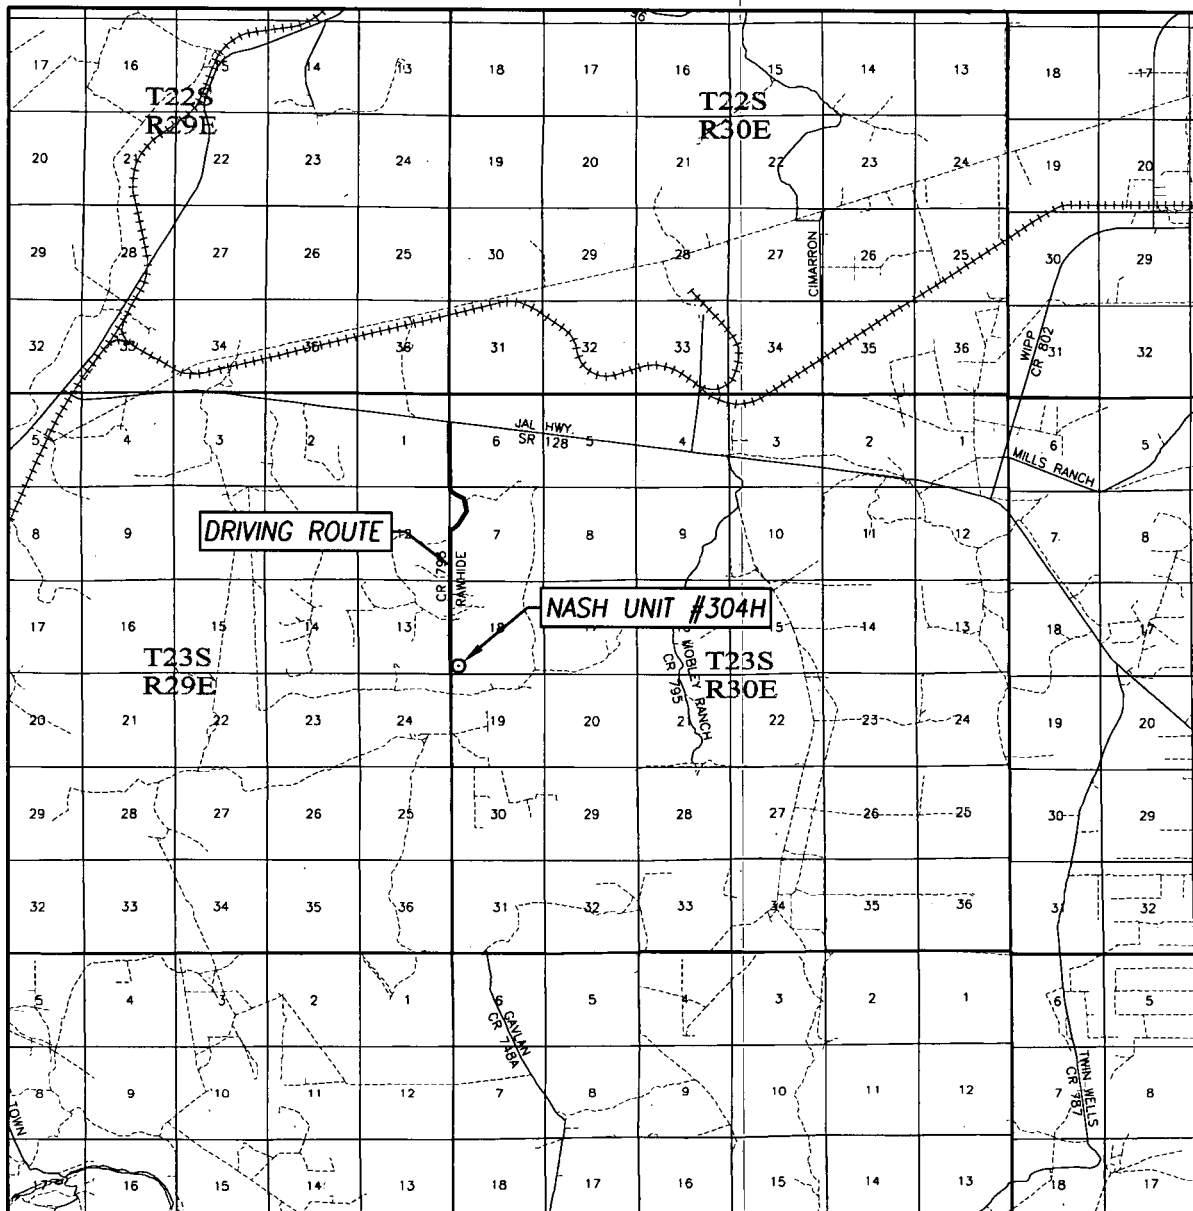 96
17 16 15 14 13 18 17 16 15 14 13 18 17
T22S
R29E
T22S
R30E
20 21 22 23 24 19 20 21 22 23 24 19 20
29 28 27 26 25 30 29 28 27 26 25 30 29
CIMARRON
32 33 34 35 36 31 32 33 34 35 36 31 32
WIPP
CR 802
5 4 3 2 1 6 5 4 3 2 1 6 5
JAL HWY.
SR 128
MILLS RANCH
8 9 12 7 8 9 10 11 12 7 8
DRIVING ROUTE
CR 793
RAWHIDE
NASH UNIT #304H
17 16 15 14 13 18 17 15 14 13 18 17
T23S
R29E
MOBLEY RANCH
CR 795
T23S
R30E
20 21 22 23 24 19 20 21 22 23 24 19 20
29 28 27 26 25 30 29 28 27 26 25 30 29
32 33 34 35 36 31 32 33 34 35 36 31 32
5 4 3 2 1 6 5 4 3 2 1 6 5
GAVLAN
CR 748A
8 9 10 11 12 7 8 9 10 11 12 7 8
TWIN WELLS
CR 787
TOWN
17 16 15 14 13 18 17 16 15 14 13 18 17